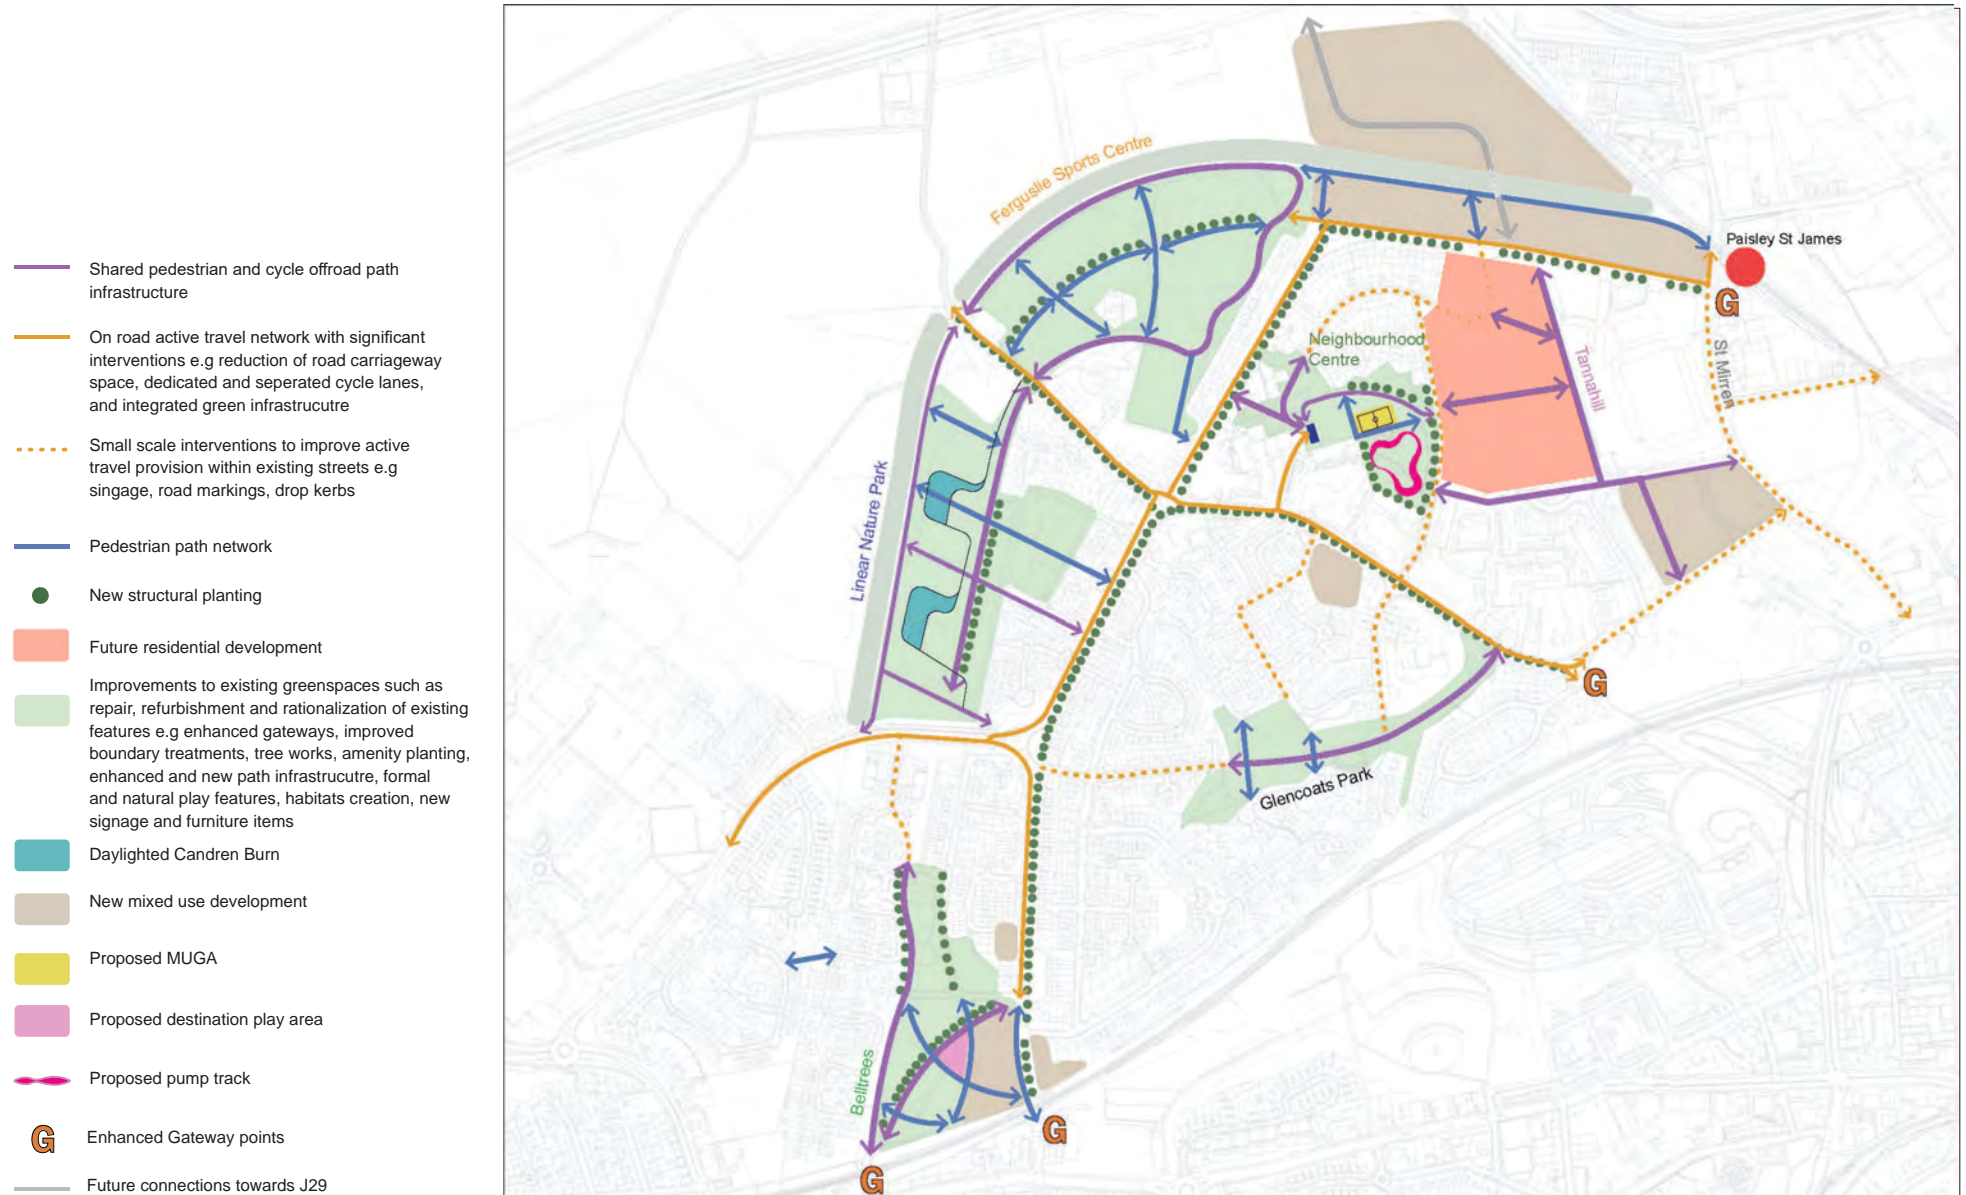 Shared pedestrian and cycle offroad path
infrastructure
On road active travel network with significant
interventions e.g reduction of road carriageway
space, dedicated and seperated cycle lanes,
and integrated green infrastrucutre
Small scale interventions to improve active
travel provision within existing streets e.g
singage, road markings, drop kerbs
Pedestrian path network
New structural planting
Future residential development
Improvements to existing greenspaces such as
repair, refurbishment and rationalization of existing
features e.g enhanced gateways, improved
boundary treatments, tree works, amenity planting,
enhanced and new path infrastrucutre, formal
and natural play features, habitats creation, new
signage and furniture items
Daylighted Candren Burn
New mixed use development
Proposed MUGA
Proposed destination play area
Proposed pump track
G
Enhanced Gateway points
Future connections towards J29
Ferguslie Sports Centre
Paisley St James
G
Neighbourhood
Centre
Tannahill
St Mirren
Linear Nature Park
G
Glencoats Park
Belltrees
G
G